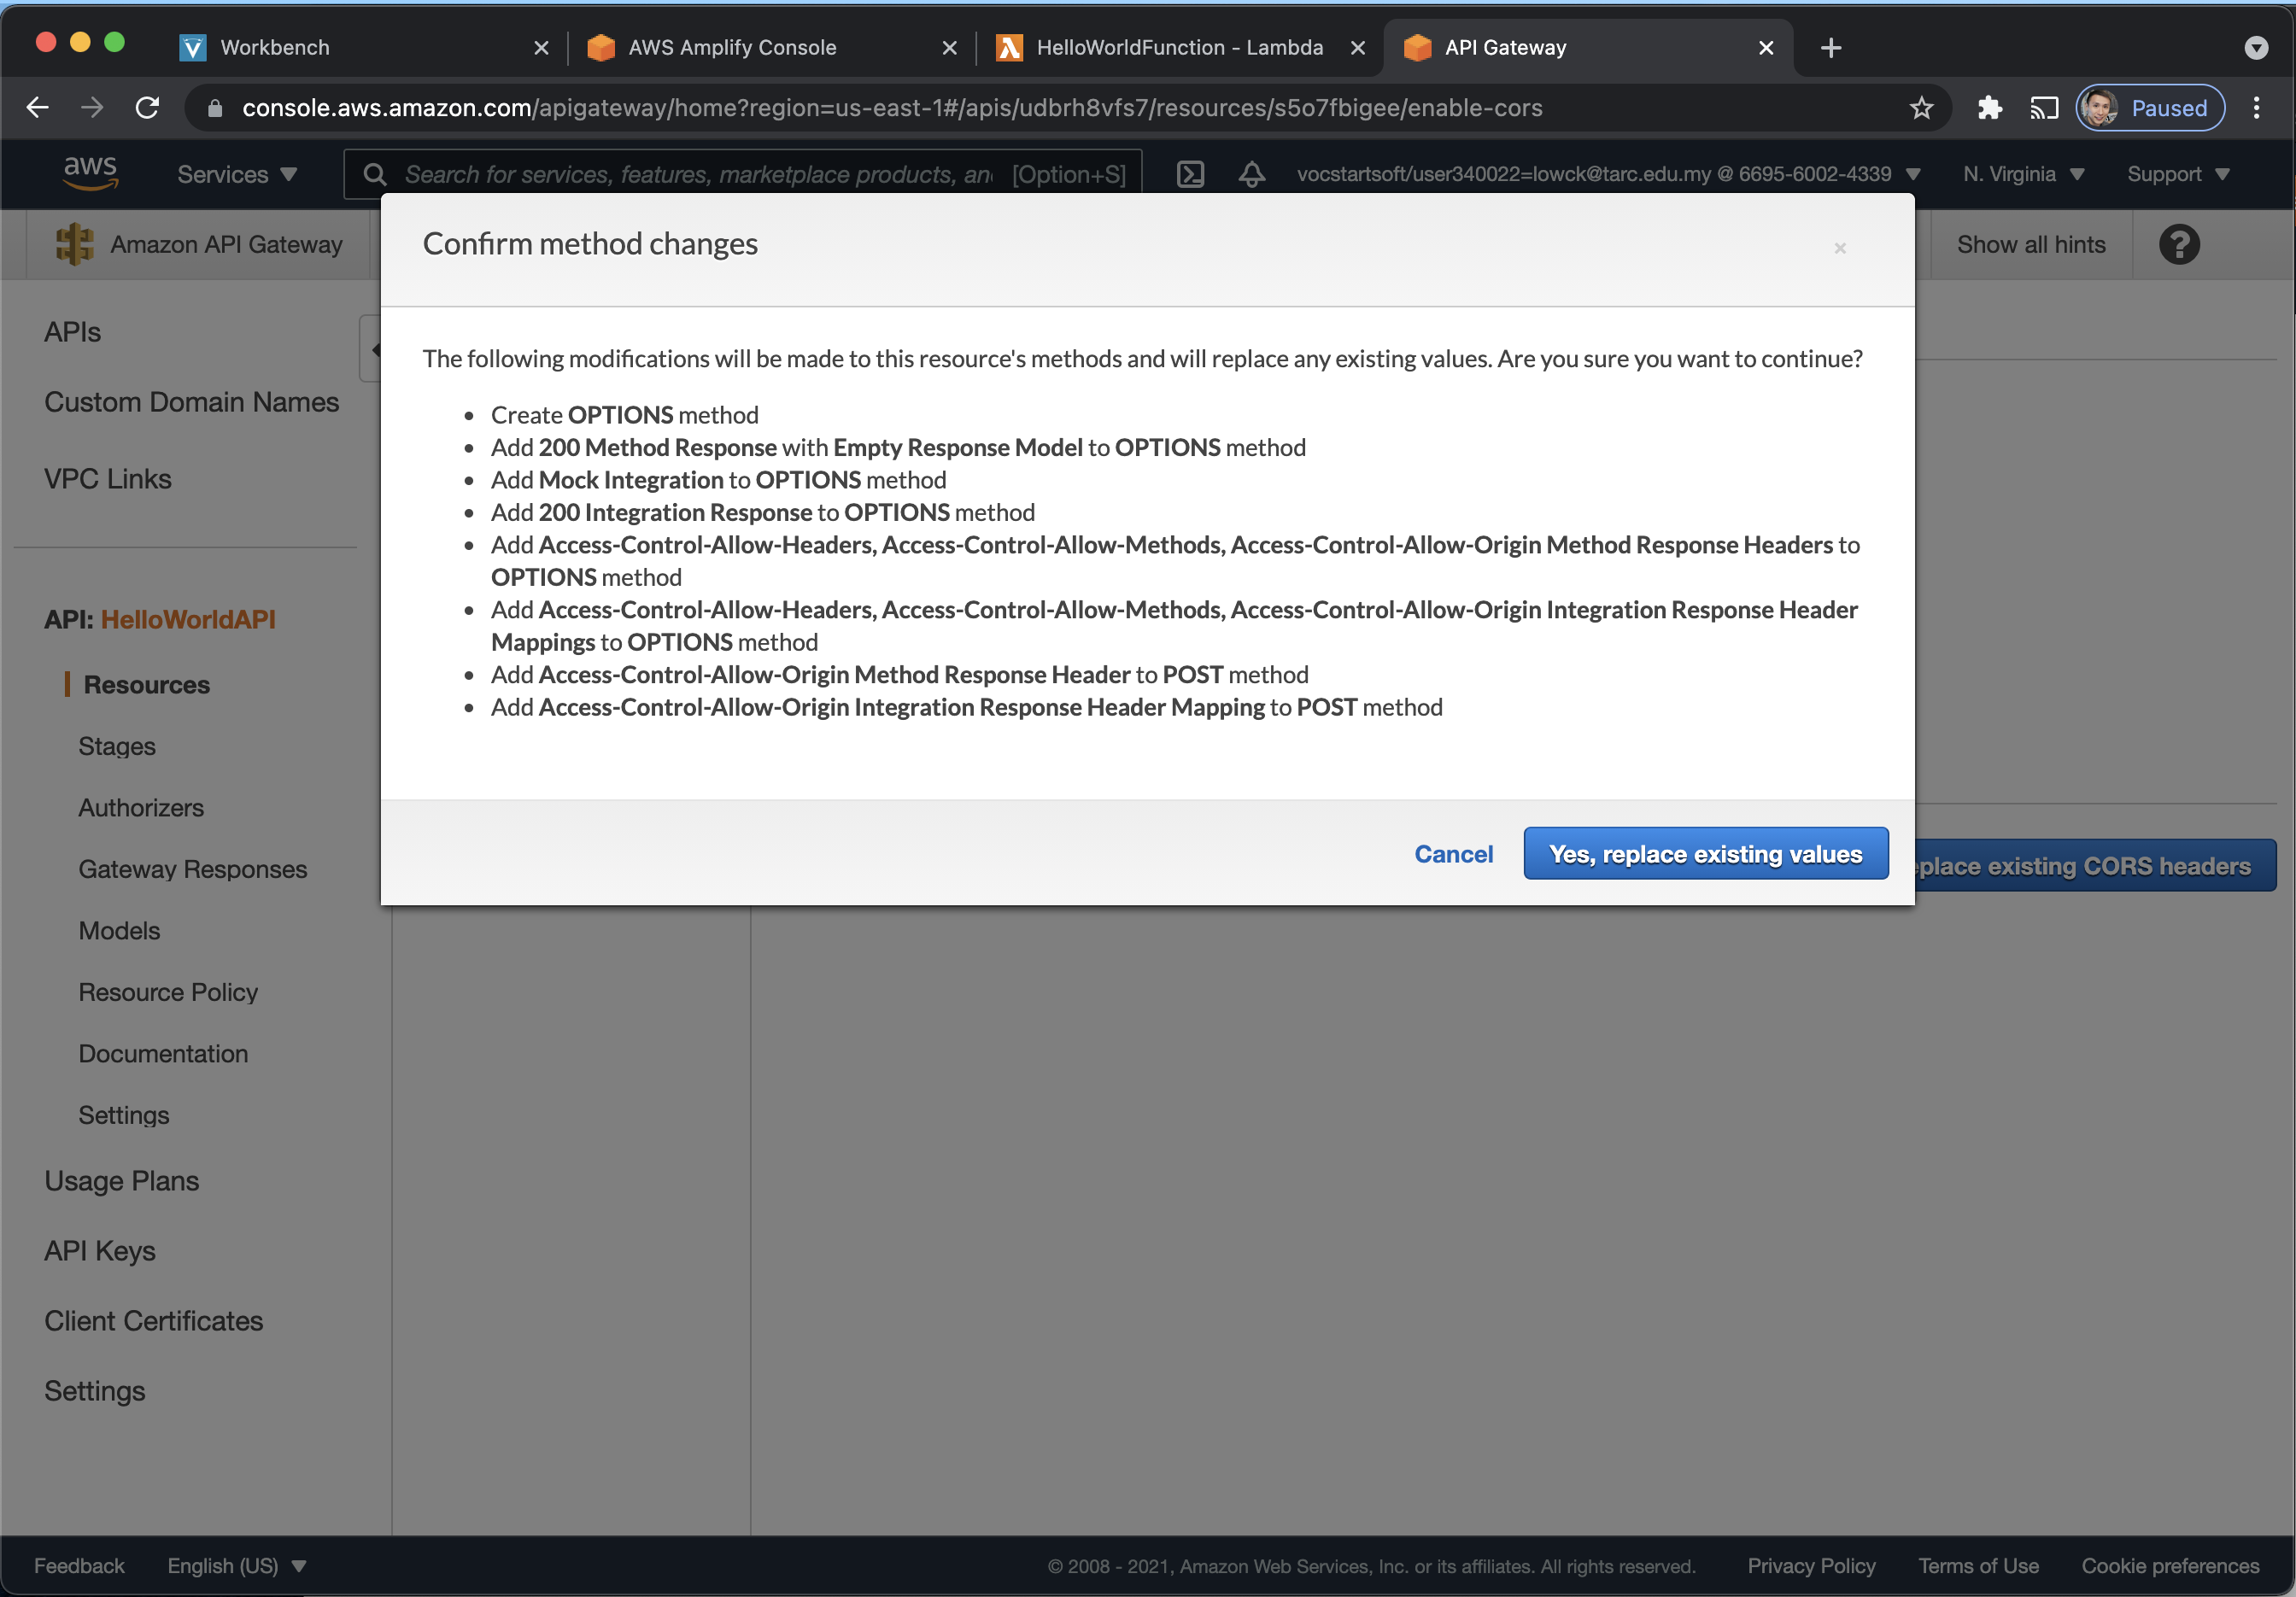 Workbench
AWS Amplify Console
HelloWorldFunction - Lambda
API Gateway
console.aws.amazon.com/apigateway/home?region=us-east-1#/apis/udbrh8vfs7/resources/s5o7fbigee/enable-cors
Paused
aws
Services
Search for services, features, marketplace products, an
[Option+S]
vocstartsoft/user340022=lowck@tarc.edu.my @ 6695-6002-4339
N. Virginia
Support
Amazon API Gateway
Show all hints
?
APIs
Custom Domain Names
VPC Links
API: HelloWorldAPI
Resources
Stages
Authorizers
Gateway Responses
Models
Resource Policy
Documentation
Settings
Usage Plans
API Keys
Client Certificates
Settings
Confirm method changes
The following modifications will be made to this resource's methods and will replace any existing values. Are you sure you want to continue?
• Create OPTIONS method
• Add 200 Method Response with Empty Response Model to OPTIONS method
• Add Mock Integration to OPTIONS method
• Add 200 Integration Response to OPTIONS method
• Add Access-Control-Allow-Headers, Access-Control-Allow-Methods, Access-Control-Allow-Origin Method Response Headers to
OPTIONS method
• Add Access-Control-Allow-Headers, Access-Control-Allow-Methods, Access-Control-Allow-Origin Integration Response Header
Mappings to OPTIONS method
• Add Access-Control-Allow-Origin Method Response Header to POST method
• Add Access-Control-Allow-Origin Integration Response Header Mapping to POST method
Cancel
Yes, replace existing values
eplace existing CORS headers
Feedback
English (US)
© 2008 - 2021, Amazon Web Services, Inc. or its affiliates. All rights reserved.
Privacy Policy
Terms of Use
Cookie preferences